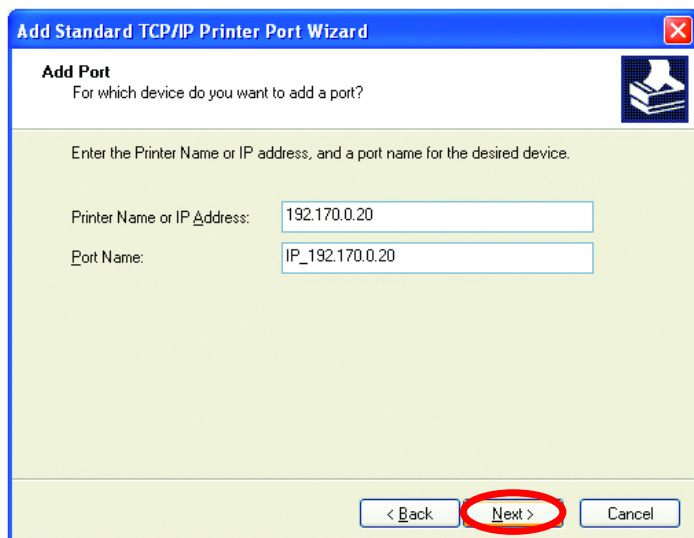 Add Standard TCP/IP Printer Port Wizard
Add Port
For which device do you want to add a port?
Enter the Printer Name or IP address, and a port name for the desired device.
Printer Name or IP Address: 192.170.0.20
Port Name: IP_192.170.0.20
< Back Next > Cancel